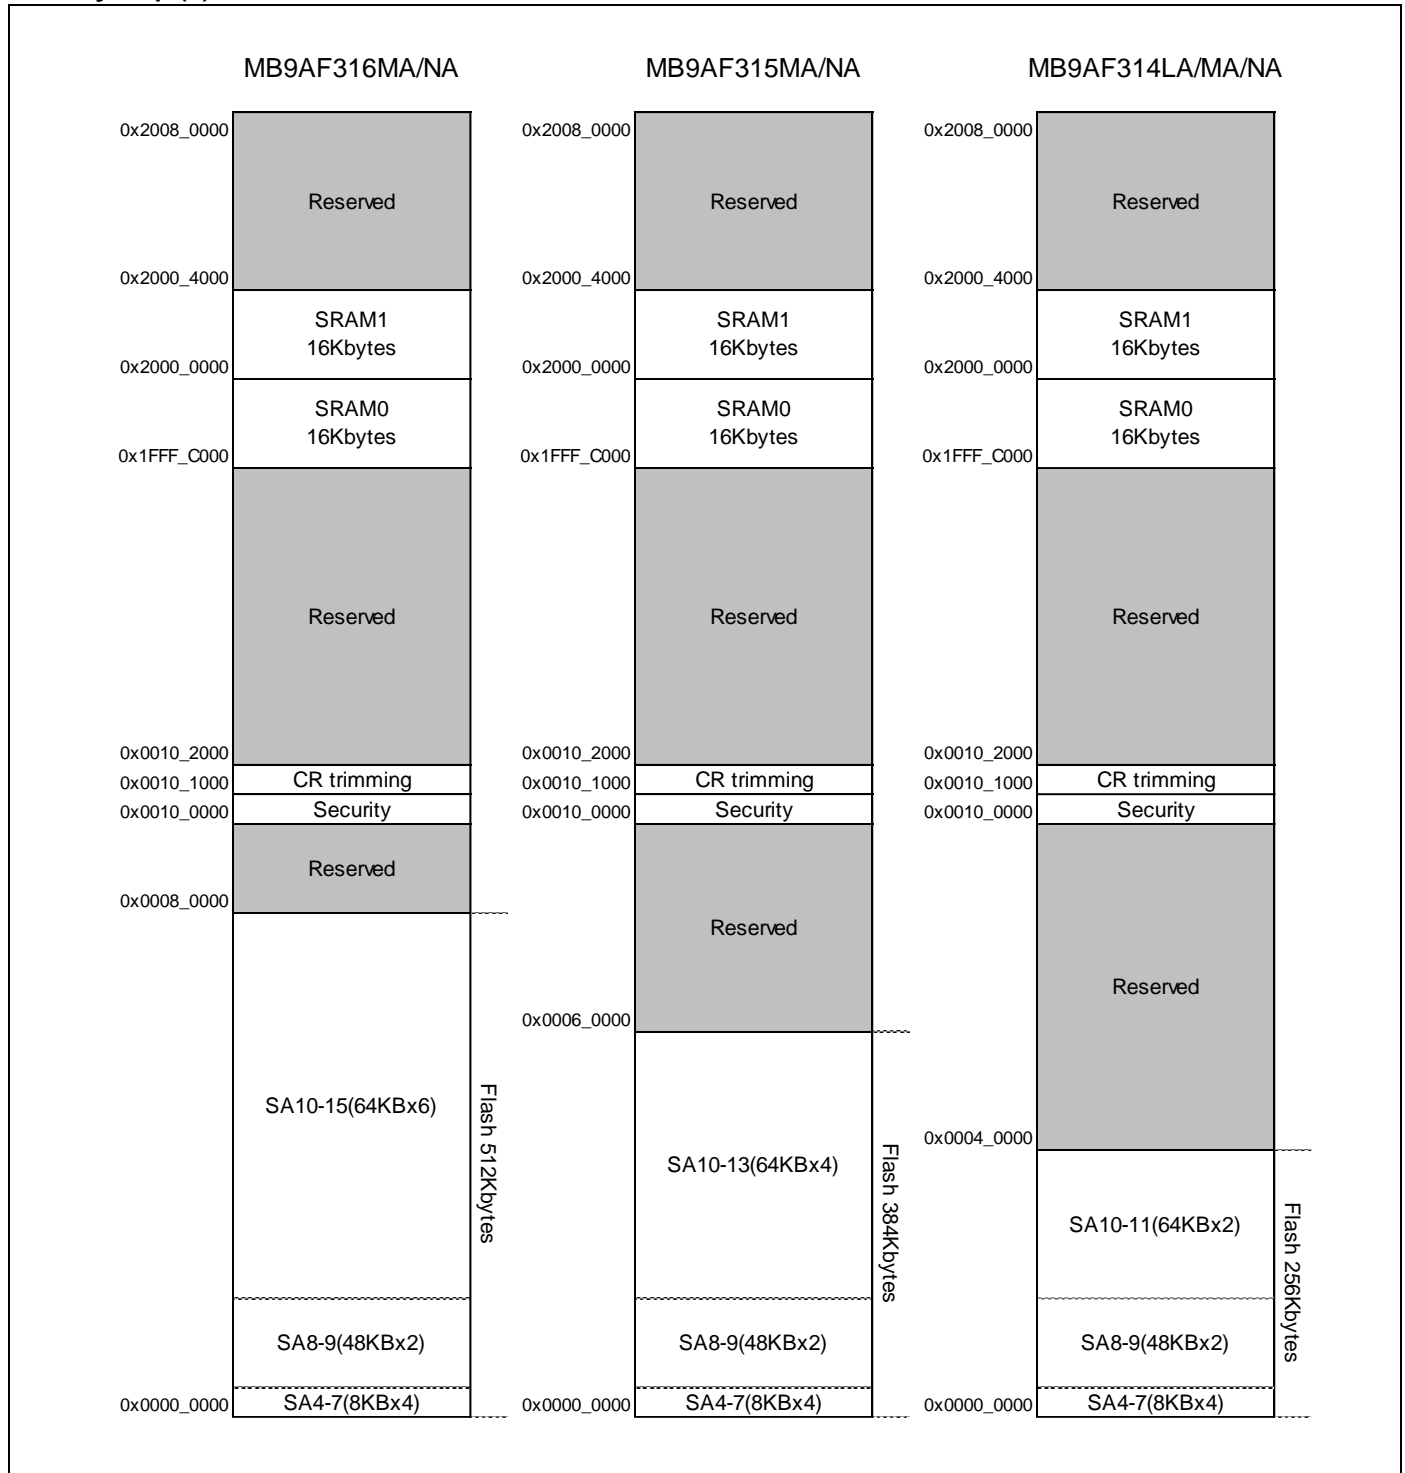 MB9AF316MA/NA MB9AF315MA/NA MB9AF314LA/MA/NA
0x2008_0000 0x2008_0000 0x2008_0000
Reserved Reserved Reserved
0x2000_4000 0x2000_4000 0x2000_4000
SRAM1 SRAM1 SRAM1
16Kbytes 16Kbytes 16Kbytes
0x2000_0000 0x2000_0000 0x2000_0000
SRAM0 SRAM0 SRAM0
16Kbytes 16Kbytes 16Kbytes
0x1FFF_C000 0x1FFF_C000 0x1FFF_C000
Reserved Reserved Reserved
0x0010_2000 0x0010_2000 0x0010_2000
0x0010_1000 CR trimming 0x0010_1000 CR trimming 0x0010_1000 CR trimming
0x0010_0000 Security 0x0010_0000 Security 0x0010_0000 Security
Reserved
0x0008_0000
Reserved
Reserved
0x0006_0000
SA10-15(64KBx6)
Flash 512Kbytes
0x0004_0000
SA10-13(64KBx4)
Flash 384Kbytes
SA10-11(64KBx2)
Flash 256Kbytes
SA8-9(48KBx2) SA8-9(48KBx2) SA8-9(48KBx2)
0x0000_0000 SA4-7(8KBx4) 0x0000_0000 SA4-7(8KBx4) 0x0000_0000 SA4-7(8KBx4)